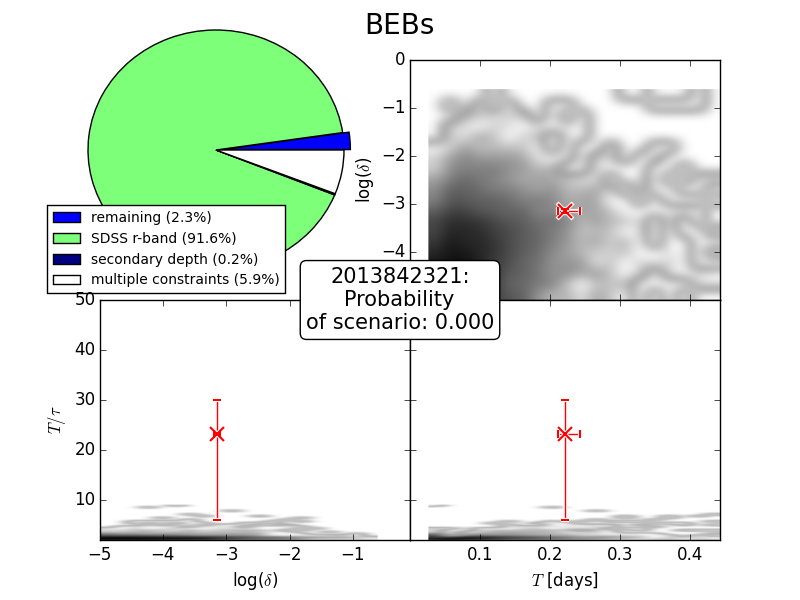 BEBs
remaining (2.3%)
SDSS r-band (91.6%)
secondary depth (0.2%)
multiple constraints (5.9%)
0
−1
−2
−3
−4
log(δ)
2013842321:
Probability
of scenario: 0.000
50
40
30
20
10
T/τ
−5 −4 −3 −2 −1
log(δ)
0.1 0.2 0.3 0.4
T [days]